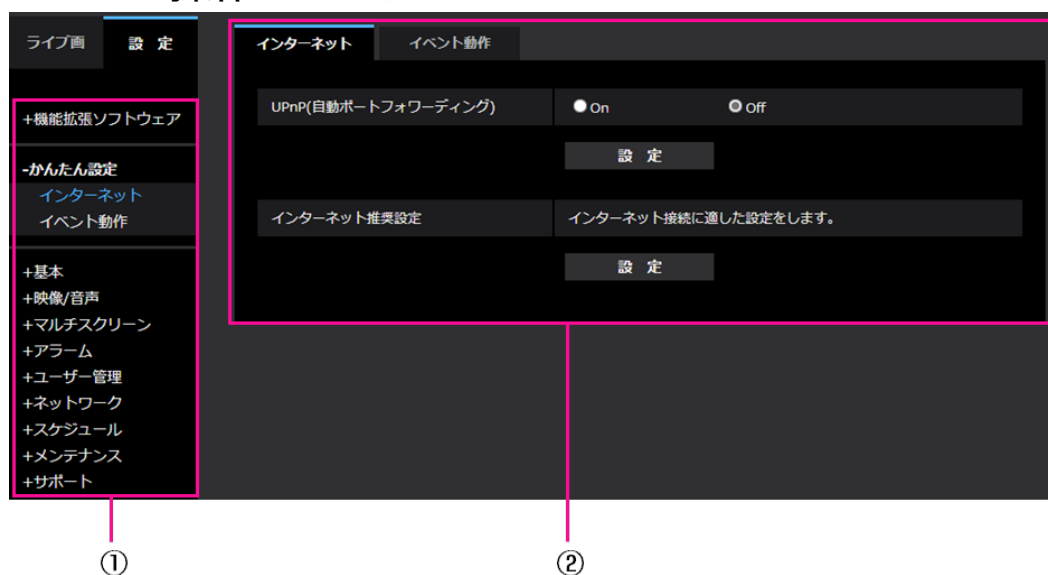 ライブ画
設 定
+機能拡張ソフトウェア
-かんたん設定
インターネット
イベント動作
+基本
+映像/音声
+マルチスクリーン
+アラーム
+ユーザー管理
+ネットワーク
+スケジュール
+メンテナンス
+サポート
インターネット イベント動作
UPnP(自動ポートフォワーディング) On Off
設 定
インターネット推奨設定 インターネット接続に適した設定をします。
設 定
① ②